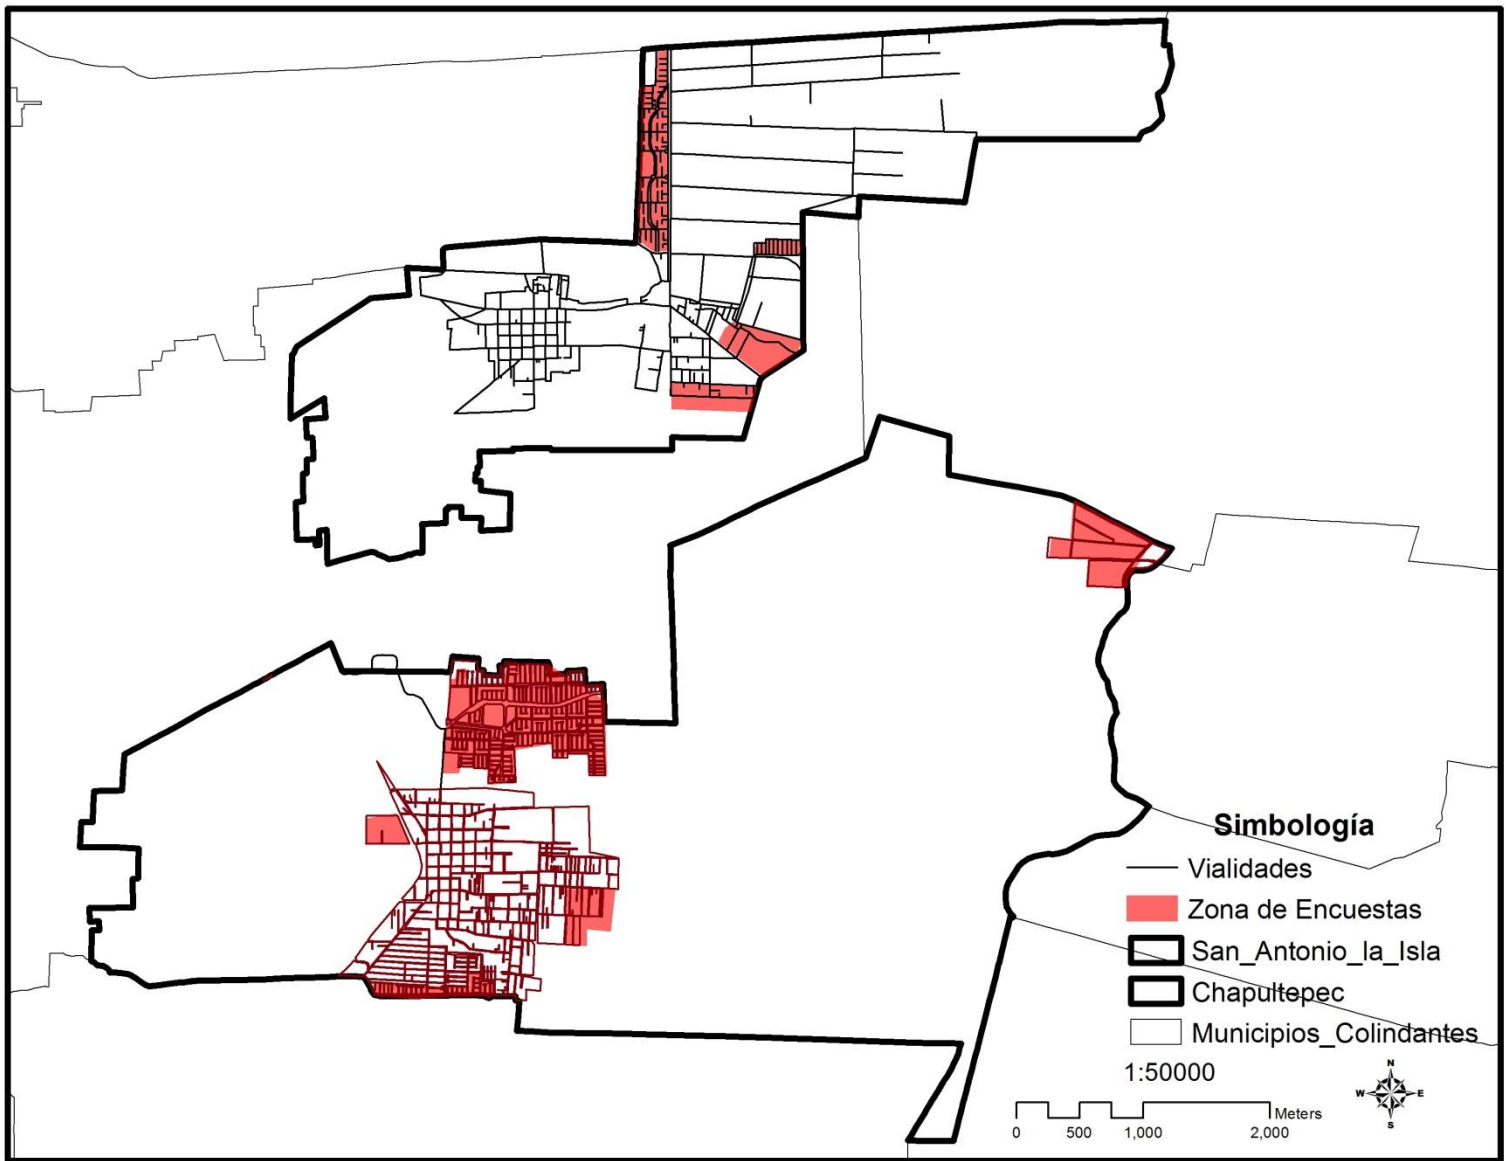 Simbología
Vialidades
Zona de Encuestas
San_Antonio_la_Isla
Chapultepec
Municipios_Colindantes
1:50000
N
W E
S
Meters
0 500 1,000 2,000